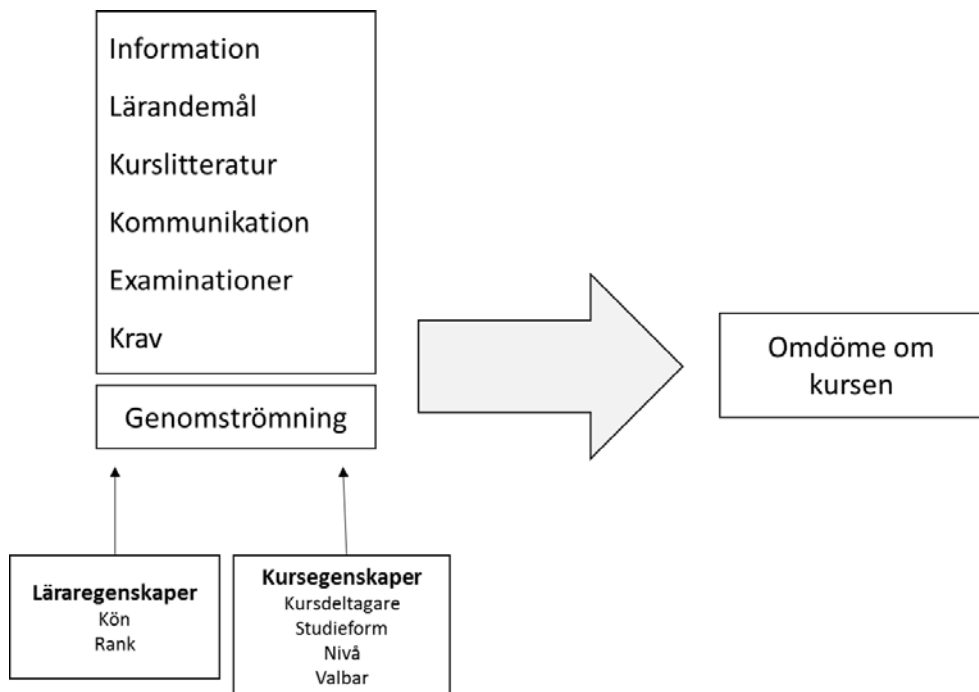 Information
Lärandemål
Kurslitteratur
Kommunikation
Examinationer
Krav
Genomströmning
Omdöme om
kursen
Läraregenskaper
Kön
Rank
Kursegenskaper
Kursdeltagare
Studieform
Nivå
Valbar